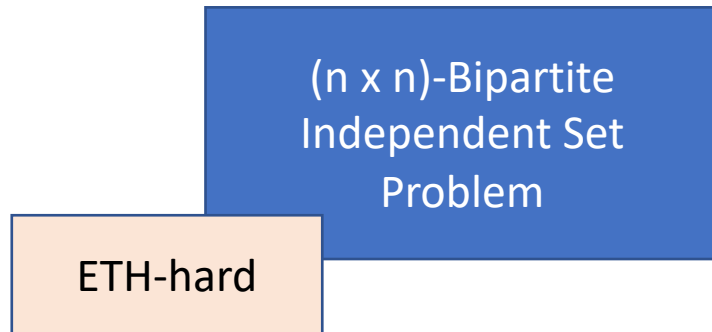 (n x n)-Bipartite
Independent Set
Problem
ETH-hard